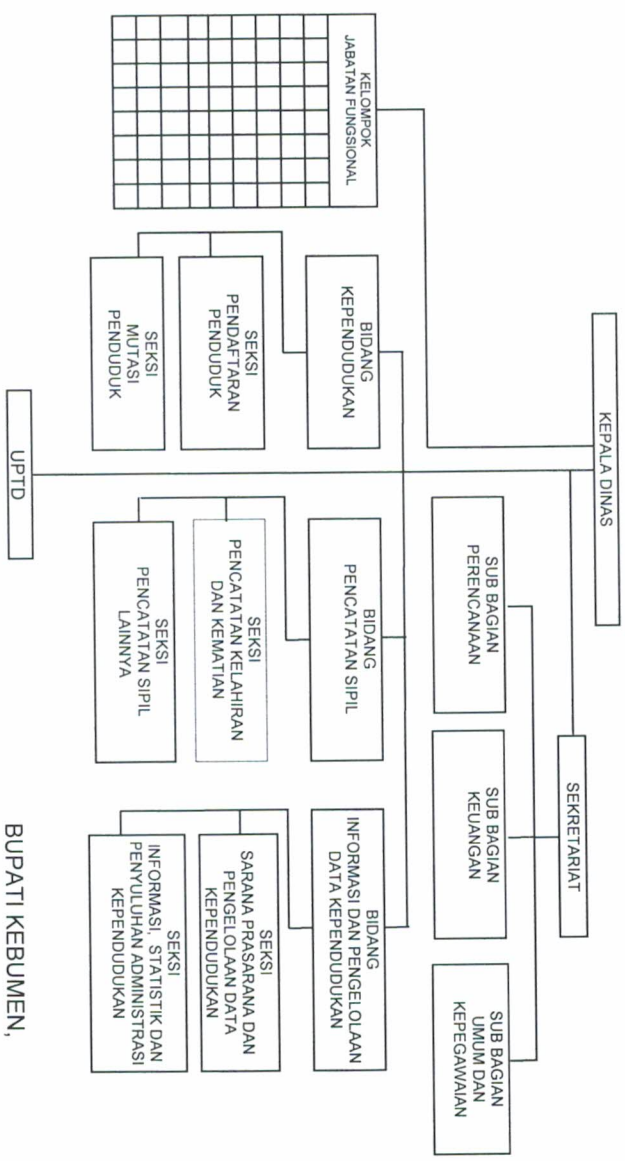 KEPALA DINAS
SEKRETARIAT
SUB BAGIAN
PERENCANAAN
SUB BAGIAN
KEUANGAN
SUB BAGIAN
UMUM DAN
KEPEGAWAIAN
KELOMPOK
JABATAN FUNGSIONAL
BIDANG
KEPENDUDUKAN
SEKSI
PENDAFTARAN
PENDUDUK
SEKSI
MUTASI
PENDUDUK
BIDANG
PENCATATAN SIPIL
SEKSI
PENCATATAN KELAHIRAN
DAN KEMATIAN
SEKSI
PENCATATAN SIPIL
LAINNYA
BIDANG
INFORMASI DAN PENGELOLAAN
DATA KEPENDUDUKAN
SEKSI
SARANA PRASARANA DAN
PENGELOLAAN DATA
KEPENDUDUKAN
SEKSI
INFORMASI, STATISTIK DAN
PENYULUHAN ADMINISTRASI
KEPENDUDUKAN
UPTD
BUPATI KEBUMEN,